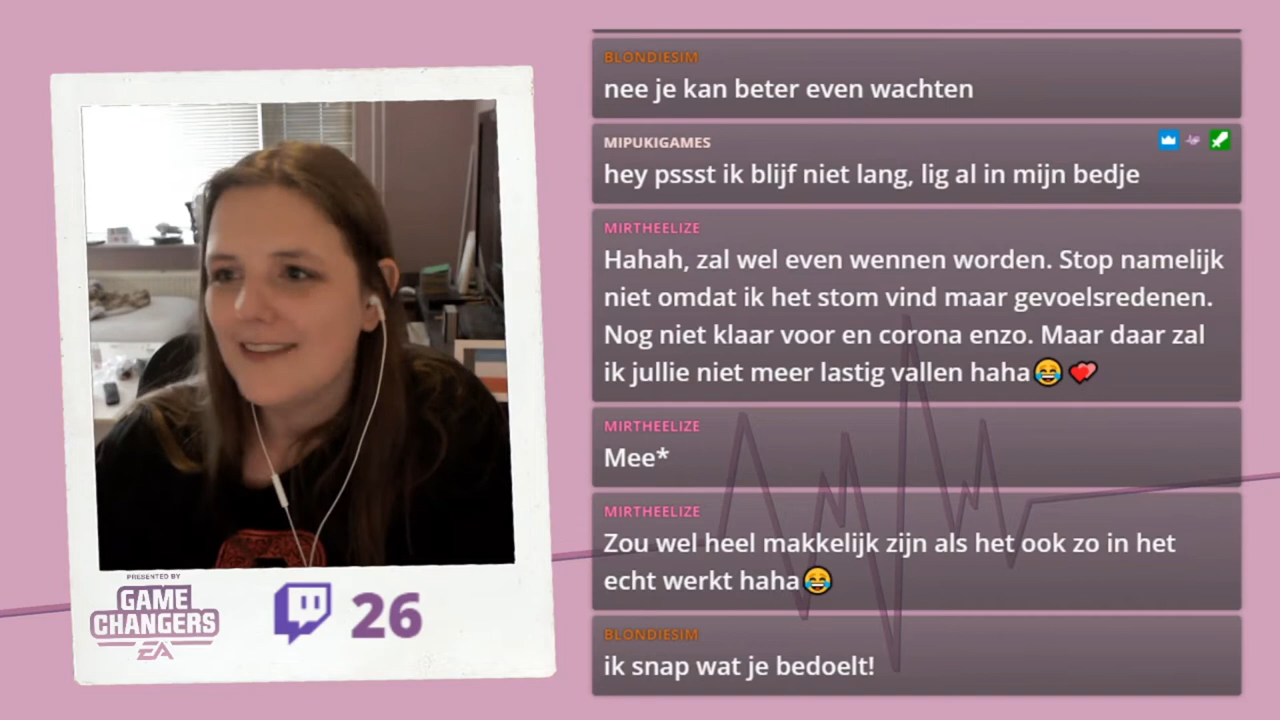 BLONDIESIM
nee je kan beter even wachten
MIPUKIGAMES
hey pssst ik blijf niet lang, lig al in mijn bedje
MIRTHEELIZE
Hahah, zal wel even wennen worden. Stop namelijk
niet omdat ik het stom vind maar gevoelsredenen.
Nog niet klaar voor en corona enzo. Maar daar zal
ik jullie niet meer lastig vallen haha😂💕
MIRTHEELIZE
Mee*
MIRTHEELIZE
Zou wel heel makkelijk zijn als het ook zo in het
echt werkt haha😂
BLONDIESIM
ik snap wat je bedoelt!
PRESENTED BY
GAME
CHANGERS
EA
26